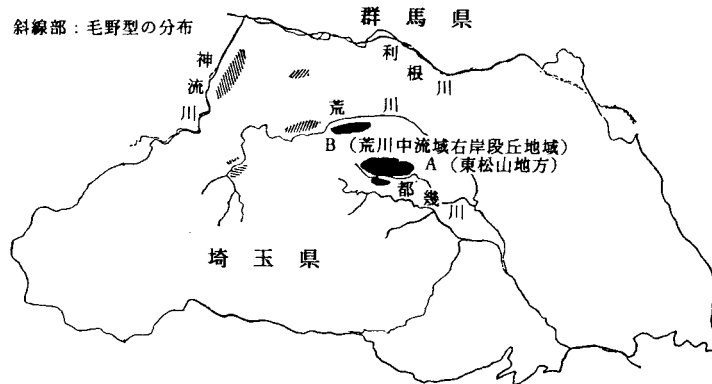 斜線部：毛野型の分布
群馬県
神流川
利根川
荒川
B（荒川中流域右岸段丘地域）
A（東松山地方）
都幾川
埼玉県